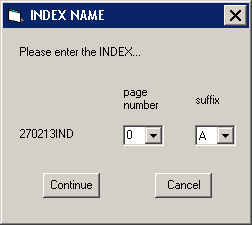 INDEX NAME
Please enter the INDEX...
page number
suffix
270213IND 0 A
Continue Cancel